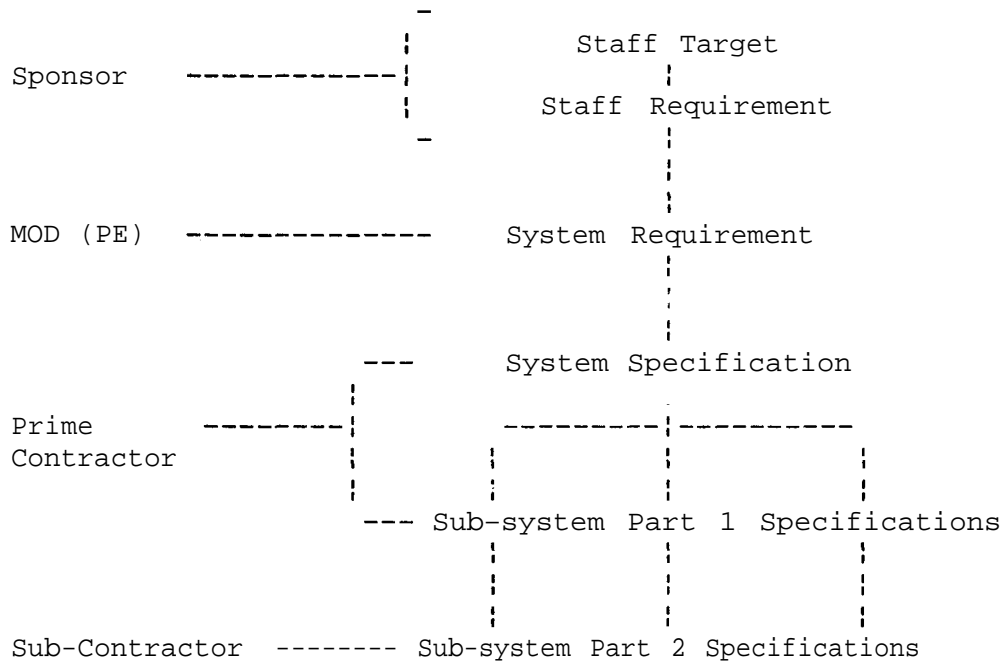 Staff Target
Sponsor
Staff Requirement
MOD (PE) System Requirement
System Specification
Prime
Contractor
Sub-system Part 1 Specifications
Sub-Contractor Sub-system Part 2 Specifications